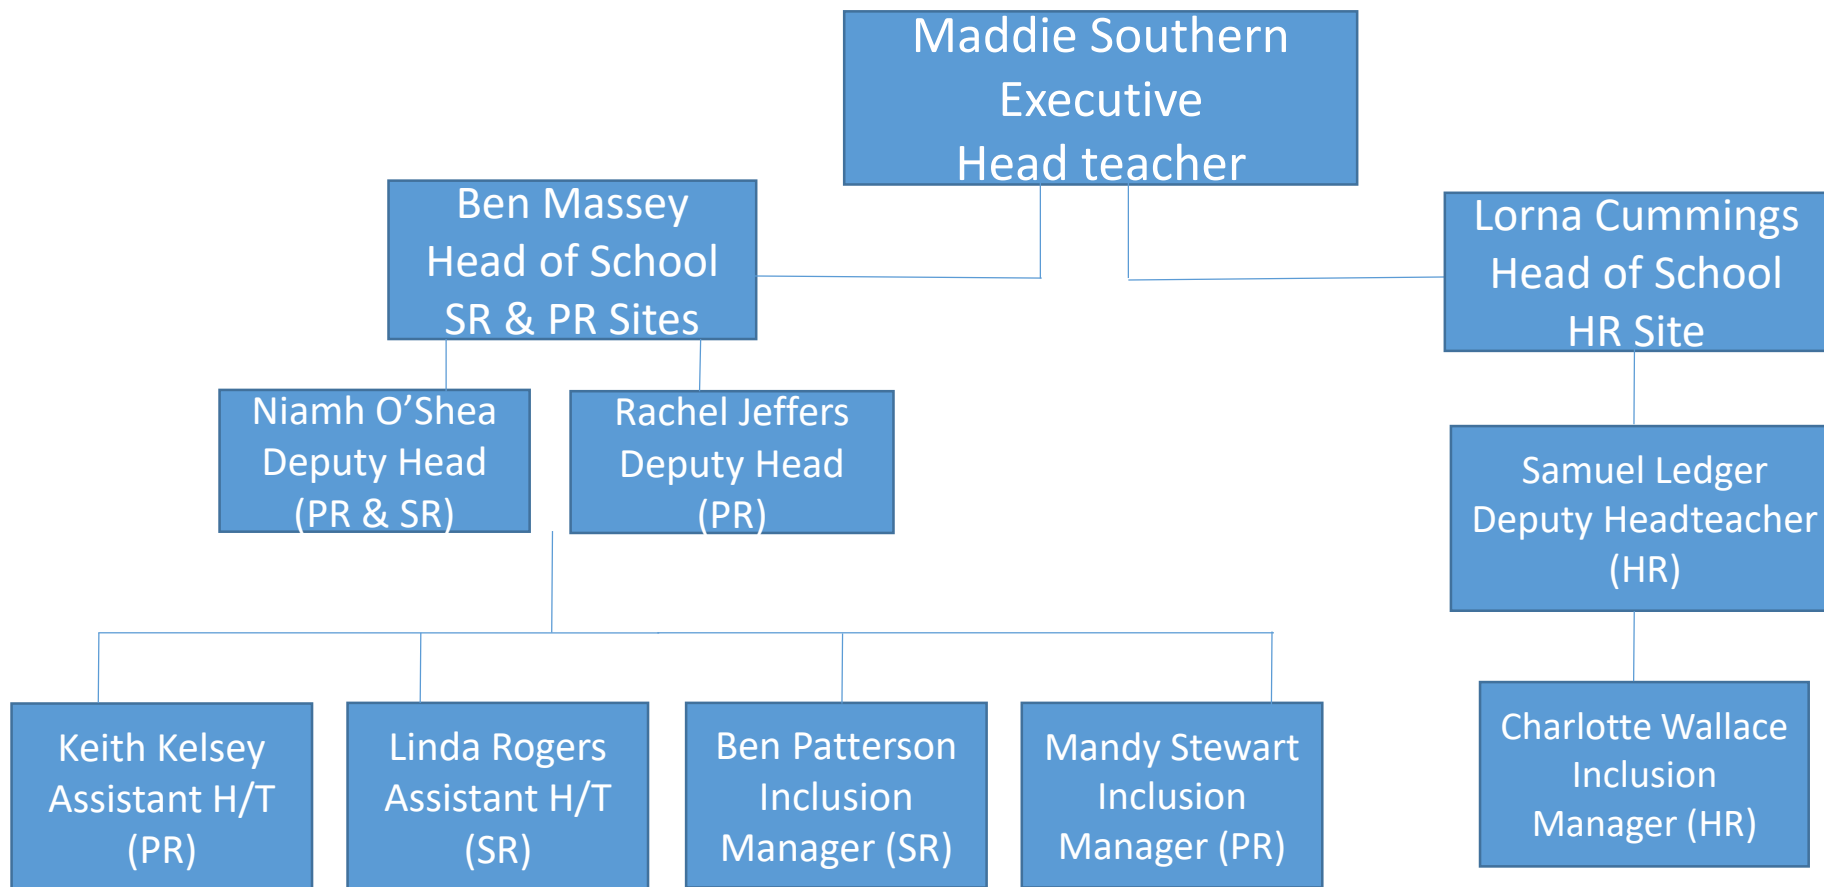 Maddie Southern
Executive
Head teacher
Ben Massey
Head of School
SR & PR Sites
Lorna Cummings
Head of School
HR Site
Niamh O’Shea
Deputy Head
(PR & SR)
Rachel Jeffers
Deputy Head
(PR)
Samuel Ledger
Deputy Headteacher
(HR)
Keith Kelsey
Assistant H/T
(PR)
Linda Rogers
Assistant H/T
(SR)
Ben Patterson
Inclusion
Manager (SR)
Mandy Stewart
Inclusion
Manager (PR)
Charlotte Wallace
Inclusion
Manager (HR)